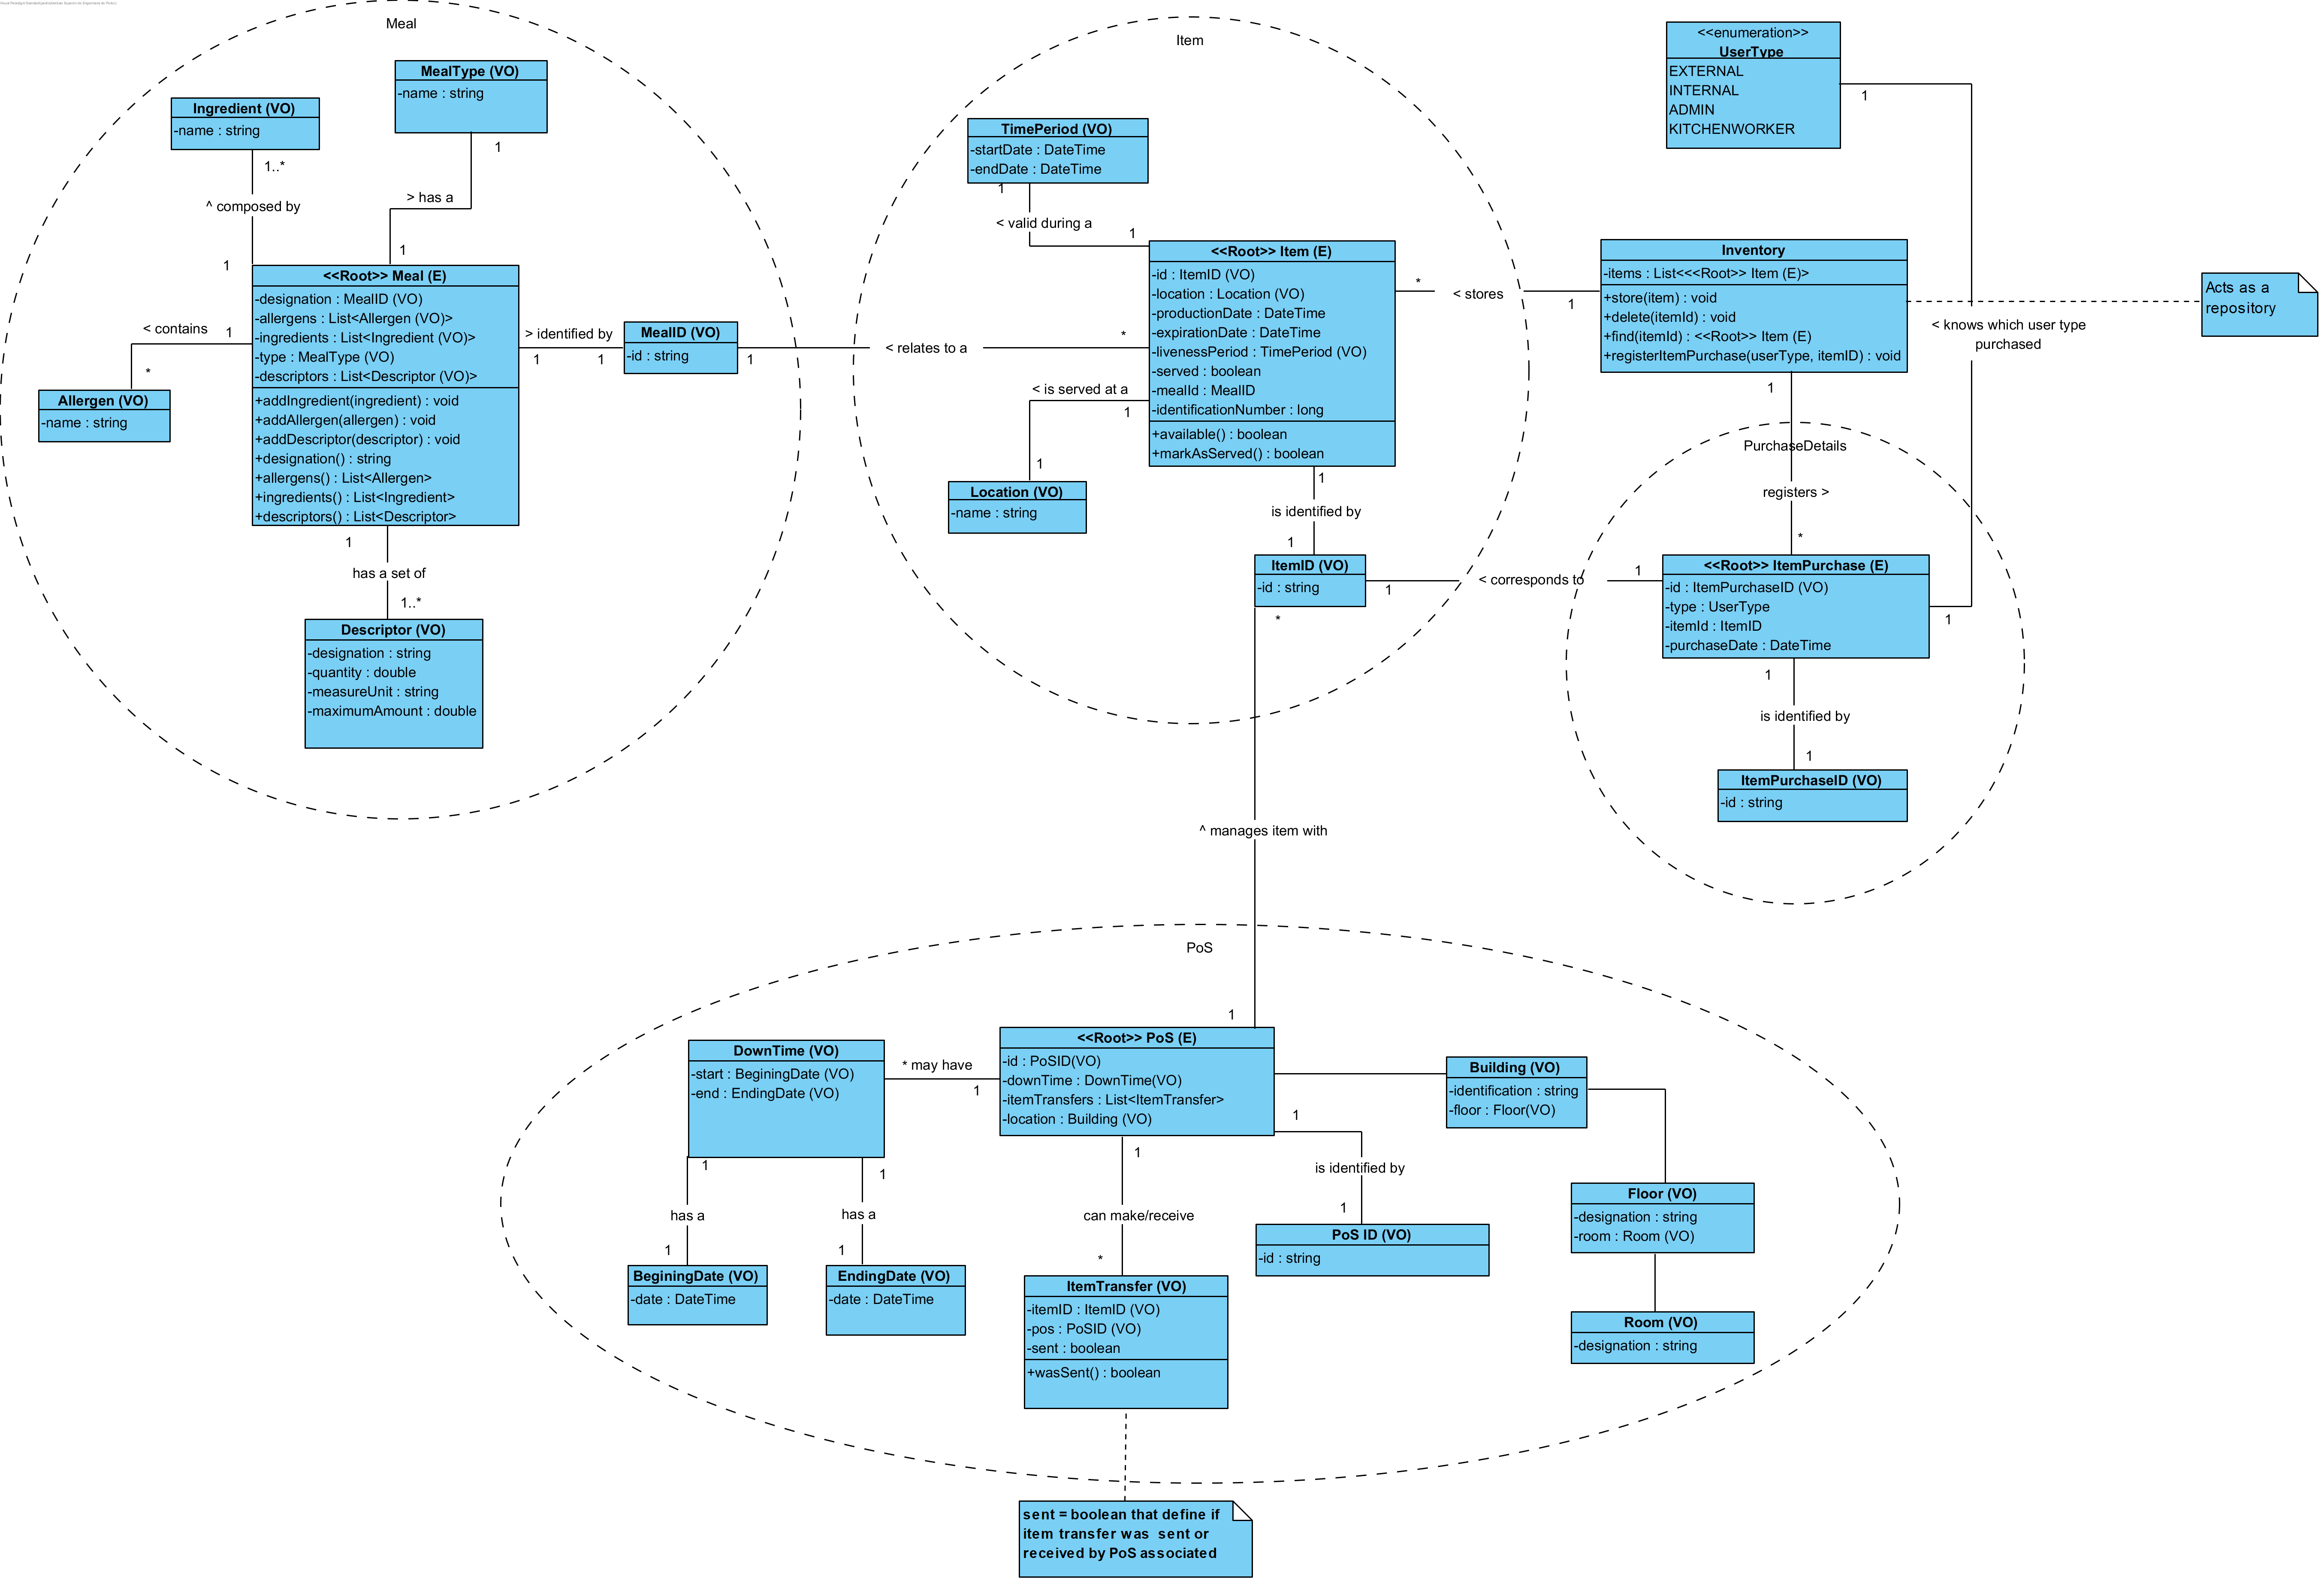 Meal
MealType (VO)
-name : string
Ingredient (VO)
-name : string
1
1..*
> has a
^ composed by
1
1
<<Root>> Meal (E)
-designation : MealID (VO)
-allergens : List<Allergen (VO)>
-ingredients : List<Ingredient (VO)>
-type : MealType (VO)
-descriptors : List<Descriptor (VO)>
+addIngredient(ingredient) : void
+addAllergen(allergen) : void
+addDescriptor(descriptor) : void
+designation() : string
+allergens() : List<Allergen>
+ingredients() : List<Ingredient>
+descriptors() : List<Descriptor>
< contains
1
*
Allergen (VO)
-name : string
> identified by
1
1
MealID (VO)
-id : string
1
< relates to a
*
1
has a set of
1..*
Descriptor (VO)
-designation : string
-quantity : double
-measureUnit : string
-maximumAmount : double
Item
TimePeriod (VO)
-startDate : DateTime
-endDate : DateTime
1
< valid during a
1
<<Root>> Item (E)
-id : ItemID (VO)
-location : Location (VO)
-productionDate : DateTime
-expirationDate : DateTime
-livenessPeriod : TimePeriod (VO)
-served : boolean
-mealId : MealID
-identificationNumber : long
+available() : boolean
+markAsServed() : boolean
< is served at a
1
1
Location (VO)
-name : string
1
is identified by
1
ItemID (VO)
-id : string
*
1
< corresponds to
1
*
< stores
1
<<enumeration>>
UserType
EXTERNAL
INTERNAL
ADMIN
KITCHENWORKER
1
Inventory
-items : List<<<Root>> Item (E)>
+store(item) : void
+delete(itemId) : void
+find(itemId) : <<Root>> Item (E)
+registerItemPurchase(userType, itemID) : void
Acts as a
repository
< knows which user type
purchased
1
PurchaseDetails
registers >
*
<<Root>> ItemPurchase (E)
-id : ItemPurchaseID (VO)
-type : UserType
-itemId : ItemID
-purchaseDate : DateTime
1
1
is identified by
1
ItemPurchaseID (VO)
-id : string
^ manages item with
PoS
1
<<Root>> PoS (E)
-id : PoSID(VO)
-downTime : DownTime(VO)
-itemTransfers : List<ItemTransfer>
-location : Building (VO)
DownTime (VO)
-start : BeginingDate (VO)
-end : EndingDate (VO)
* may have
1
1
1
has a
has a
1
1
BeginingDate (VO)
-date : DateTime
EndingDate (VO)
-date : DateTime
1
can make/receive
*
ItemTransfer (VO)
-itemID : ItemID (VO)
-pos : PoSID (VO)
-sent : boolean
+wasSent() : boolean
1
is identified by
1
PoS ID (VO)
-id : string
Building (VO)
-identification : string
-floor : Floor(VO)
Floor (VO)
-designation : string
-room : Room (VO)
Room (VO)
-designation : string
sent = boolean that define if
item transfer was sent or
received by PoS associated